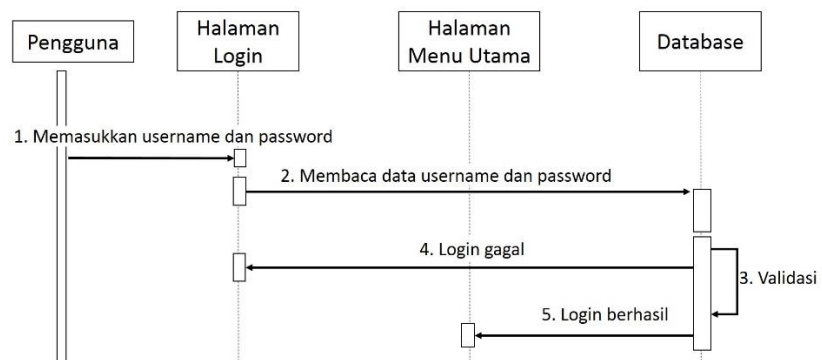 Pengguna
Halaman
Login
Halaman
Menu Utama
Database
1. Memasukkan username dan password
2. Membaca data username dan password
4. Login gagal
3. Validasi
5. Login berhasil